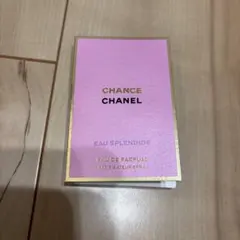 CHANCE
CHANEL
EAU SPLENDIDE
EAU DE PARFUM